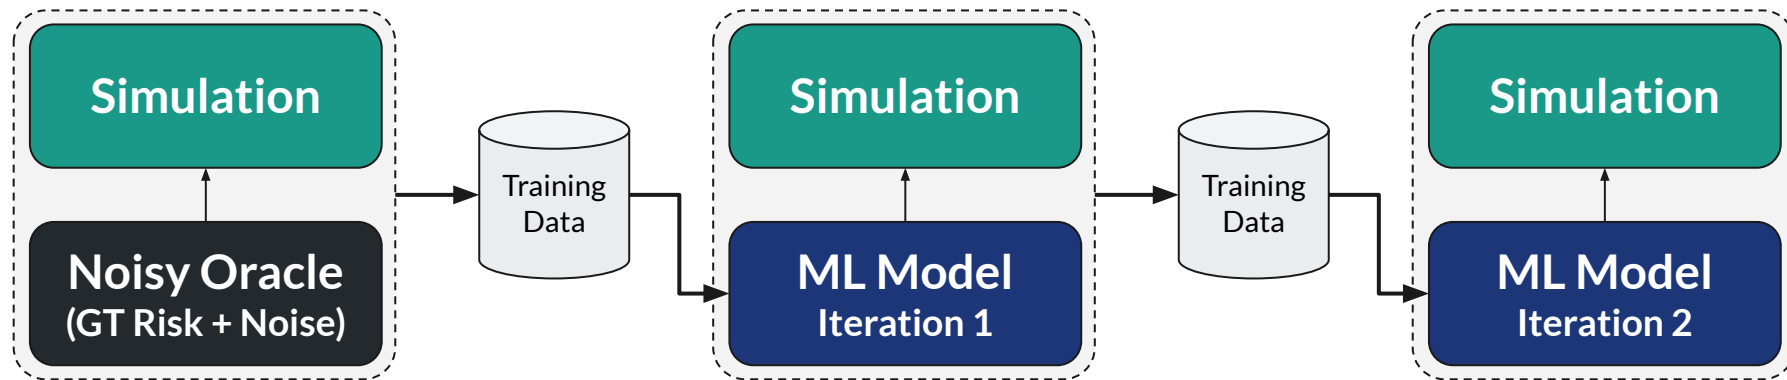 Simulation
Noisy Oracle
(GT Risk + Noise)
Training
Data
Simulation
ML Model
Iteration 1
Training
Data
Simulation
ML Model
Iteration 2